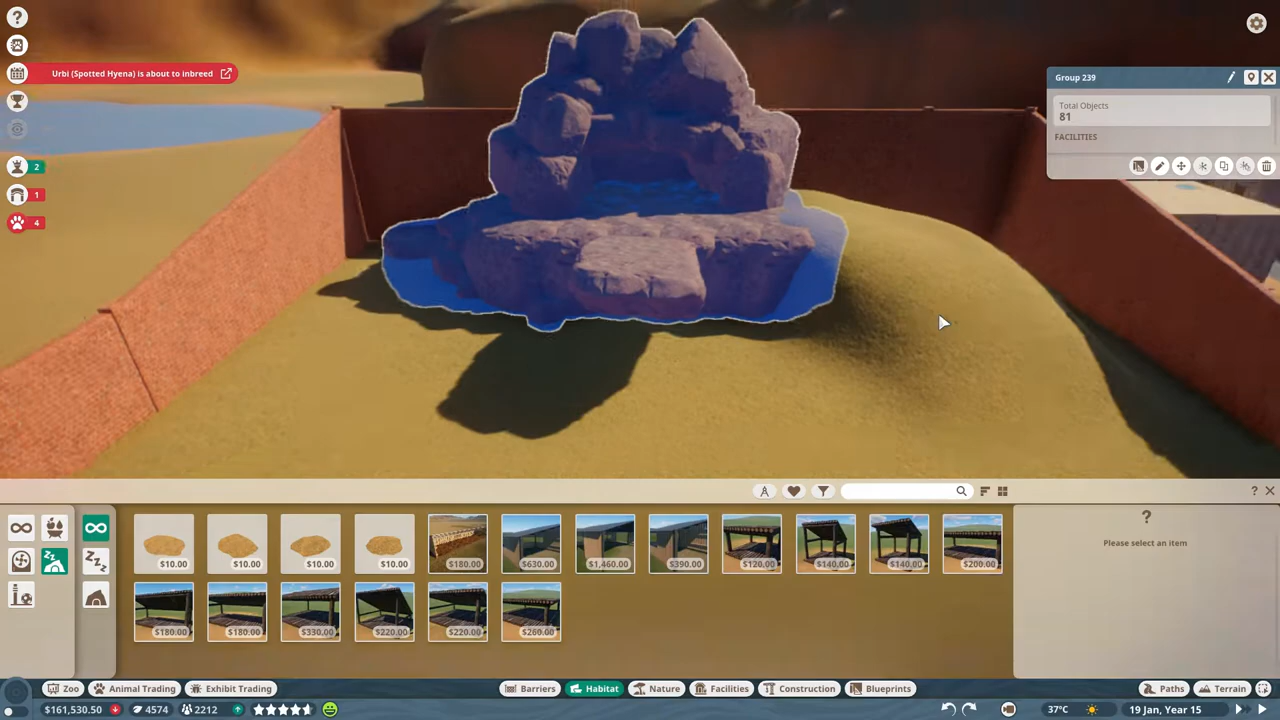 Urbi (Spotted Hyena) is about to inbreed
2
1
4
Group 239
Total Objects
81
FACILITIES
?
Please select an item
$10.00 $10.00 $10.00 $10.00 $180.00 $630.00 $1,460.00 $390.00 $120.00 $140.00 $140.00 $200.00
$180.00 $180.00 $330.00 $220.00 $220.00 $260.00
Zoo Animal Trading Exhibit Trading Barriers Habitat Nature Facilities Construction Blueprints Paths Terrain
$161,530.50 4574 2212 37°C 19 Jan, Year 15